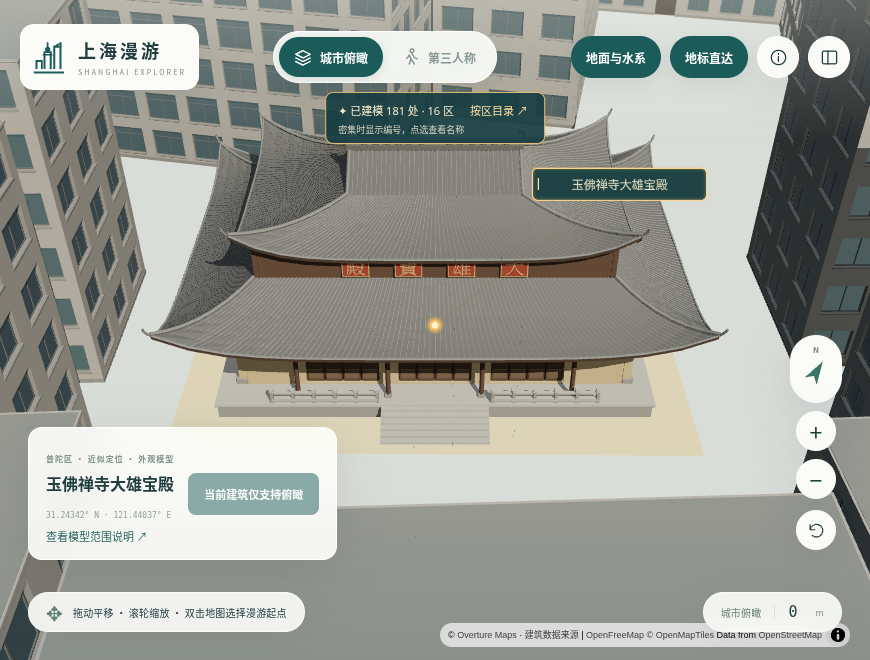 上海漫游
SHANGHAI EXPLORER
城市俯瞰
第三人称
地面与水系
地标直达
✦ 已建模 181 处 · 16 区 按区目录 ↗
密集时显示编号，点选查看名称
玉佛禅寺大雄宝殿
殿 寶 雄 大
N
普陀区 · 近似定位 · 外观模型
玉佛禅寺大雄宝殿
当前建筑仅支持俯瞰
31.24342° N · 121.44037° E
查看模型范围说明 ↗
拖动平移 · 滚轮缩放 · 双击地图选择漫游起点
城市俯瞰 0 m
© Overture Maps · 建筑数据来源 | OpenFreeMap © OpenMapTiles Data from OpenStreetMap